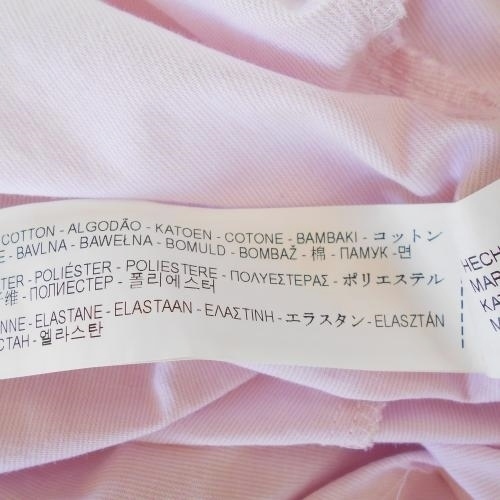 COTTON - ALGODÃO - KATOEN - COTONE - BAMBAKI - コットン
E - BAVLNA - BAWEŁNA - BOMULD - BOMBAŽ - 棉 - ПАМУК - 면
TER - POLIÉSTER - POLIESTERE - ΠΟΛΥΕΣΤΕΡΑΣ - ポリエステル
维 - ПОЛИЕСТЕР - 폴리에스터
NNE - ELASTANE - ELASTAAN - ΕΛΑΣΤΙΝΗ - エラスタン - ELASZTÁN
СТАН - 엘라스탄
HECH
MAR
KA
M